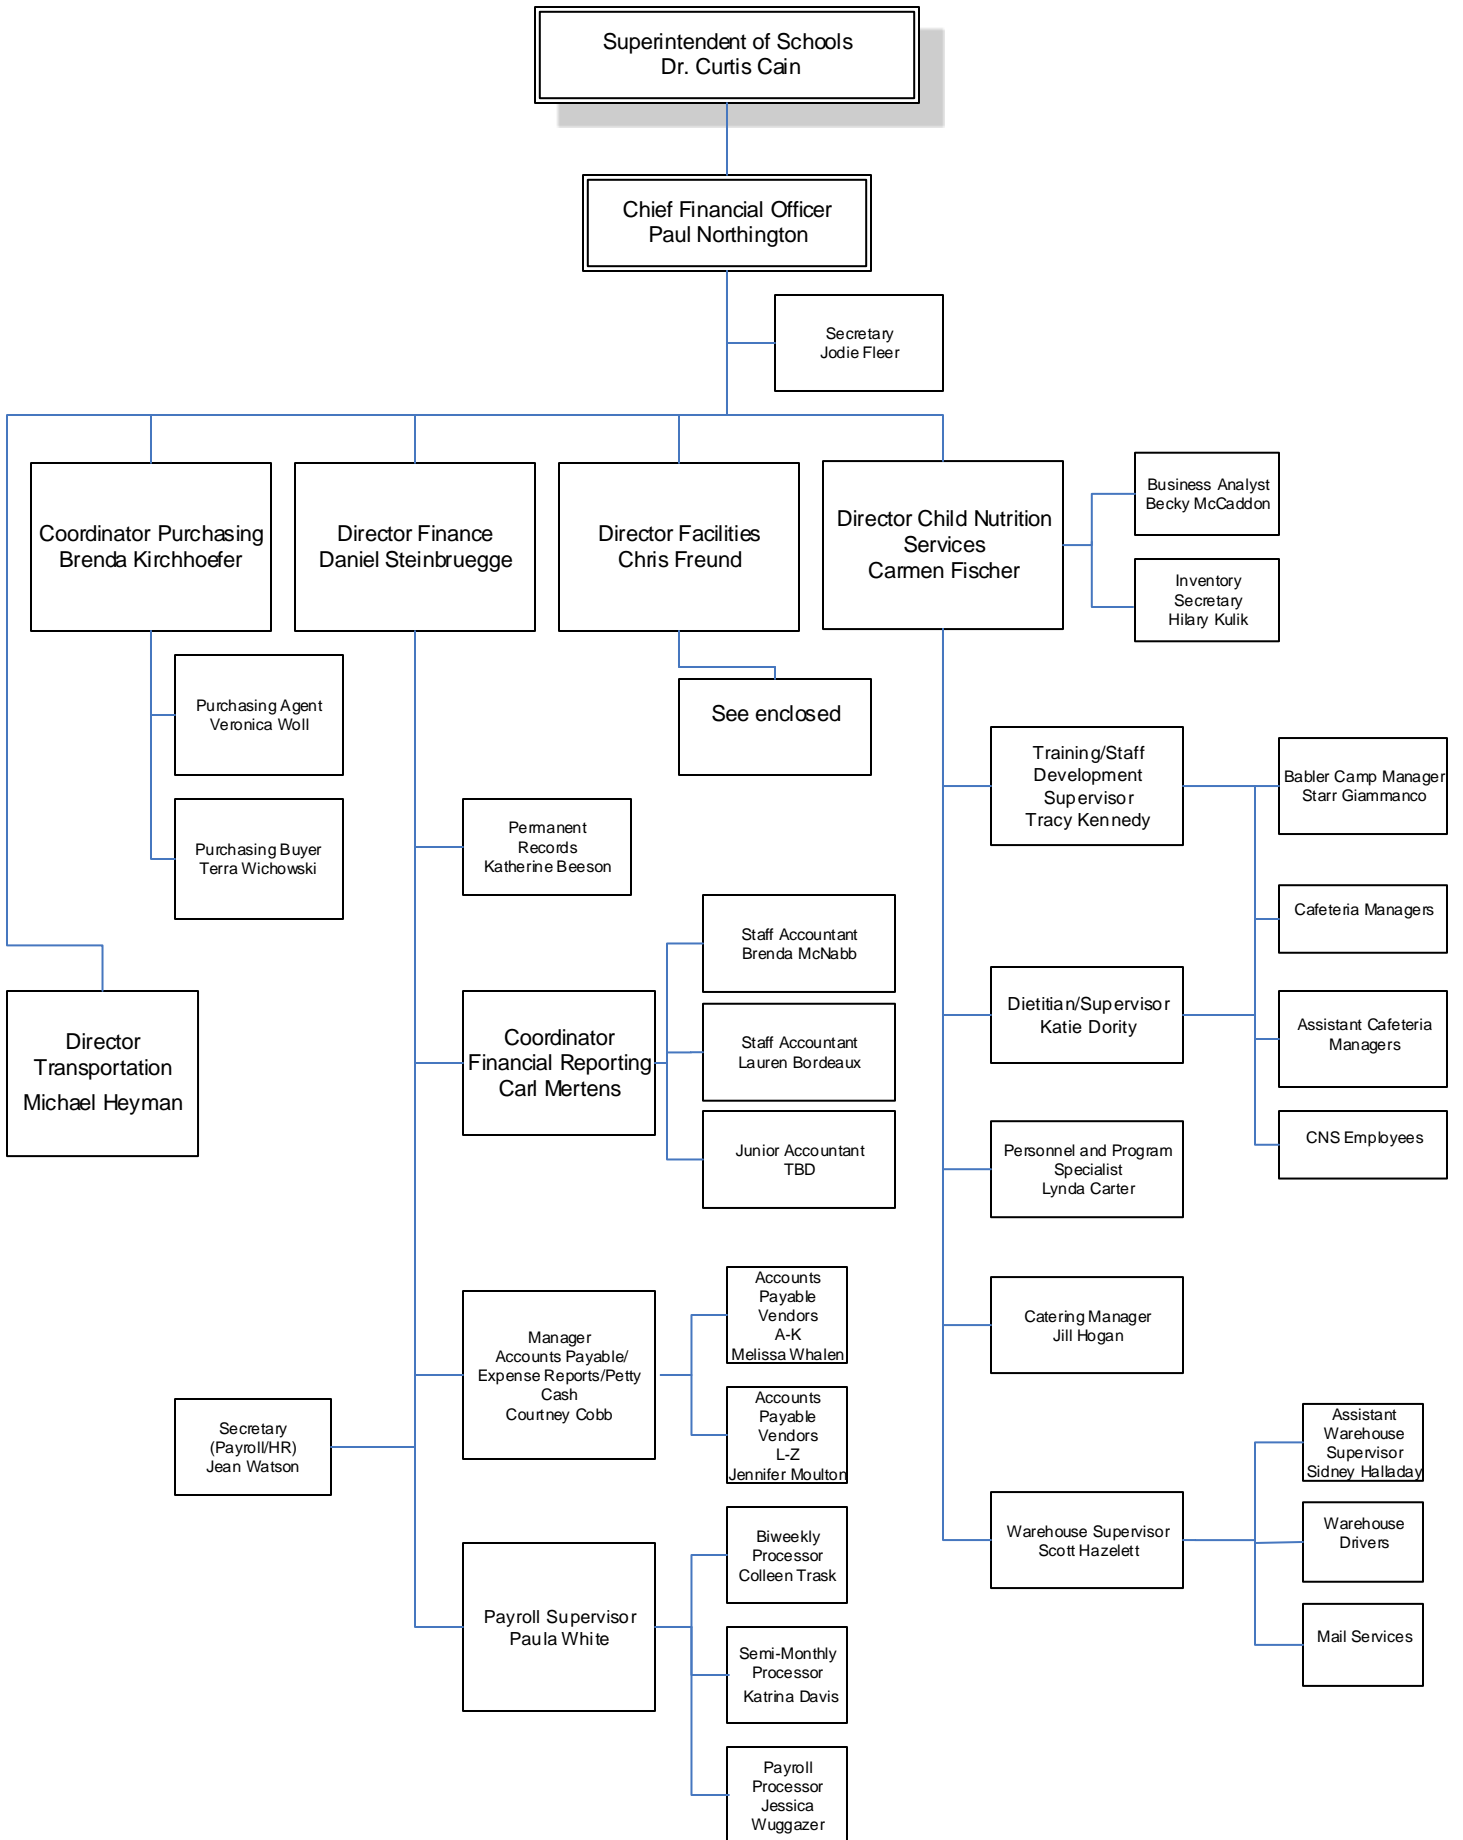 Superintendent of Schools
Dr. Curtis Cain
Chief Financial Officer
Paul Northington
Secretary
Jodie Fleer
Coordinator Purchasing
Brenda Kirchhoefer
Director Finance
Daniel Steinbruegge
Director Facilities
Chris Freund
Director Child Nutrition
Services
Carmen Fischer
Business Analyst
Becky McCaddon
Inventory
Secretary
Hilary Kulik
Purchasing Agent
Veronica Woll
Purchasing Buyer
Terra Wichowski
See enclosed
Director
Transportation
Michael Heyman
Permanent
Records
Katherine Beeson
Coordinator
Financial Reporting
Carl Mertens
Staff Accountant
Brenda McNabb
Staff Accountant
Lauren Bordeaux
Junior Accountant
TBD
Manager
Accounts Payable/
Expense Reports/Petty
Cash
Courtney Cobb
Accounts
Payable
Vendors
A-K
Melissa Whalen
Accounts
Payable
Vendors
L-Z
Jennifer Moulton
Secretary
(Payroll/HR)
Jean Watson
Payroll Supervisor
Paula White
Biweekly
Processor
Colleen Trask
Semi-Monthly
Processor
Katrina Davis
Payroll
Processor
Jessica
Wuggazer
Training/Staff
Development
Supervisor
Tracy Kennedy
Dietitian/Supervisor
Katie Dority
Babler Camp Manager
Starr Giammanco
Cafeteria Managers
Assistant Cafeteria
Managers
CNS Employees
Personnel and Program
Specialist
Lynda Carter
Catering Manager
Jill Hogan
Warehouse Supervisor
Scott Hazelett
Assistant
Warehouse
Supervisor
Sidney Halladay
Warehouse
Drivers
Mail Services